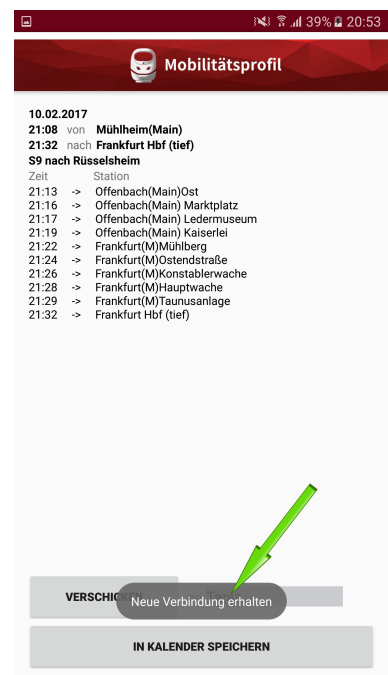 39% 20:53
Mobilitätsprofil
10.02.2017
21:08 von Mühlheim(Main)
21:32 nach Frankfurt Hbf (tief)
S9 nach Rüsselsheim
Zeit Station
21:13 -> Offenbach(Main)Ost
21:16 -> Offenbach(Main) Marktplatz
21:17 -> Offenbach(Main) Ledermuseum
21:19 -> Offenbach(Main) Kaiserlei
21:22 -> Frankfurt(M)Mühlberg
21:24 -> Frankfurt(M)Ostendstraße
21:26 -> Frankfurt(M)Konstablerwache
21:28 -> Frankfurt(M)Hauptwache
21:29 -> Frankfurt(M)Taunusanlage
21:32 -> Frankfurt Hbf (tief)
Neue Verbindung erhalten
IN KALENDER SPEICHERN